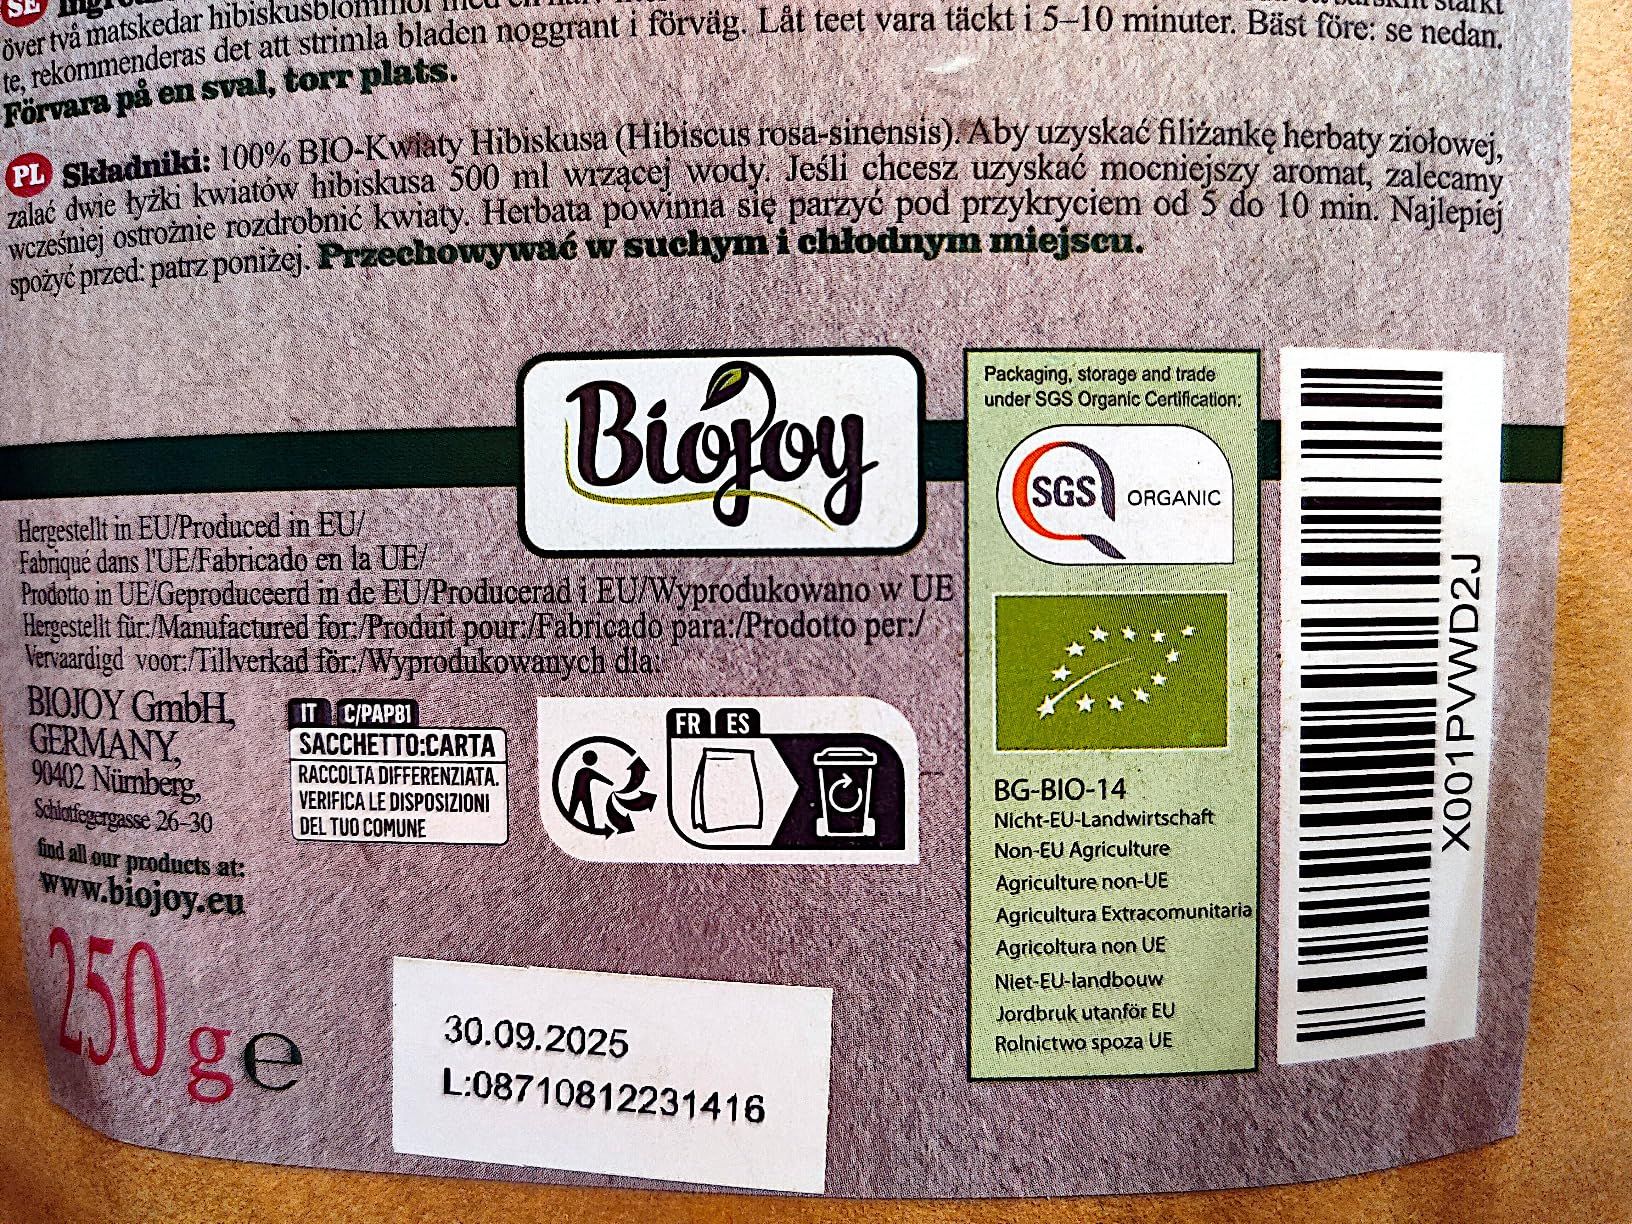 SE
över två matskedar hibiskusblommor
te, rekommenderas det att strimla bladen noggrant i förväg. Låt teet vara täckt i 5–10 minuter. Bäst före: se nedan.
Förvara på en sval, torr plats.
PL Składniki: 100% BIO-Kwiaty Hibiskusa (Hibiscus rosa-sinensis). Aby uzyskać filiżankę herbaty ziołowej,
zalać dwie łyżki kwiatów hibiskusa 500 ml wrzącej wody. Jeśli chcesz uzyskać mocniejszy aromat, zalecamy
wcześniej ostrożnie rozdrobnić kwiaty. Herbata powinna się parzyć pod przykryciem od 5 do 10 min. Najlepiej
spożyć przed: patrz poniżej. Przechowywać w suchym i chłodnym miejscu.
Biojoy
Hergestellt in EU/Produced in EU/
Fabriqué dans l'UE/Fabricado en la UE/
Prodotto in UE/Geproduceerd in de EU/Producerad i EU/Wyprodukowano w UE
Hergestellt für:/Manufactured for:/Produit pour:/Fabricado para:/Prodotto per:/
Vervaardigd voor:/Tillverkad för:/Wyprodukowanych dla:
BIOJOY GmbH,
GERMANY,
90402 Nürnberg,
Schlotfegergasse 26-30
find all our products at:
www.biojoy.eu
250 g e
IT C/PAP81
SACCHETTO:CARTA
RACCOLTA DIFFERENZIATA.
VERIFICA LE DISPOSIZIONI
DEL TUO COMUNE
FR ES
30.09.2025
L:08710812231416
Packaging, storage and trade
under SGS Organic Certification:
SGS ORGANIC
BG-BIO-14
Nicht-EU-Landwirtschaft
Non-EU Agriculture
Agriculture non-UE
Agricultura Extracomunitaria
Agricoltura non UE
Niet-EU-landbouw
Jordbruk utanför EU
Rolnictwo spoza UE
X001PVWD2J